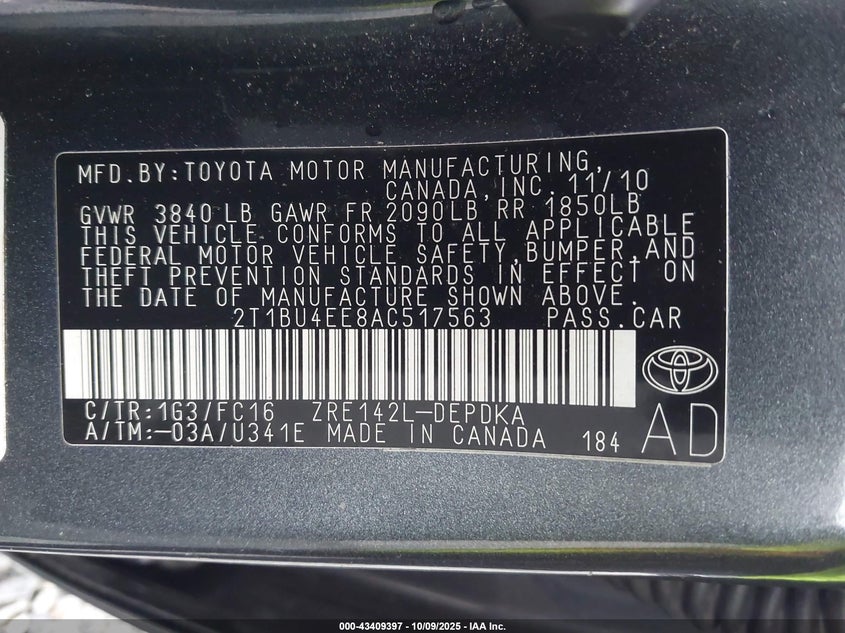 MFD.BY:TOYOTA MOTOR MANUFACTURING,
CANADA,INC. 11/10
GVWR 3840 LB GAWR FR 2090LB RR 1850LB
THIS VEHICLE CONFORMS TO ALL APPLICABLE
FEDERAL MOTOR VEHICLE SAFETY,BUMPER,AND
THEFT PREVENTION STANDARDS IN EFFECT ON
THE DATE OF MANUFACTURE SHOWN ABOVE.
2T1BU4EE8AC517563 PASS.CAR
C/TR:1G3/FC16 ZRE142L-DEPDKA
A/TM:-03A/U341E MADE IN CANADA 184
AD
000-43409397 - 10/09/2025 - IAA Inc.